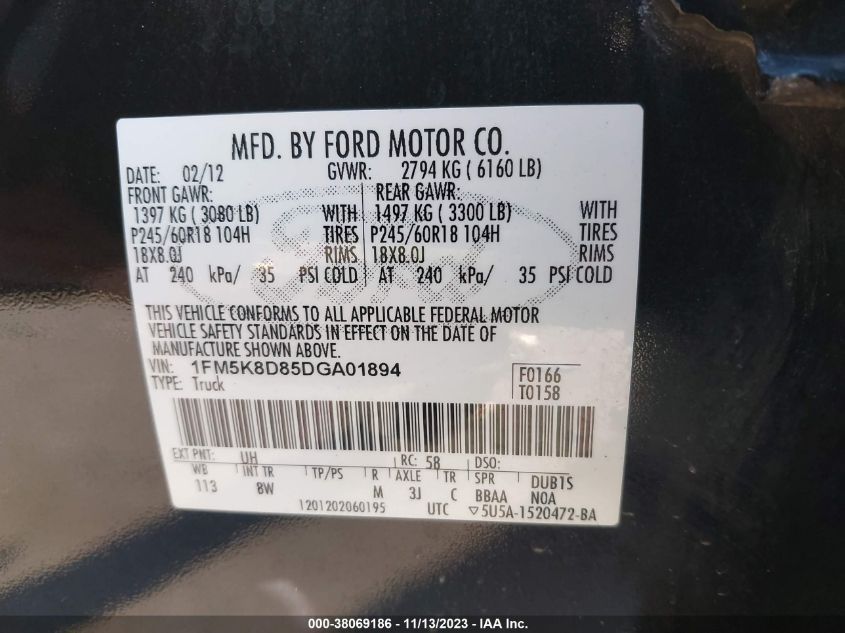 MFD. BY FORD MOTOR CO.
DATE: 02/12 GVWR: 2794 KG ( 6160 LB)
FRONT GAWR: REAR GAWR:
1397 KG ( 3080 LB) WITH 1497 KG ( 3300 LB) WITH
P245/60R18 104H TIRES P245/60R18 104H TIRES
18X8.0J RIMS 18X8.0J RIMS
AT 240 kPa/ 35 PSI COLD AT 240 kPa/ 35 PSI COLD
THIS VEHICLE CONFORMS TO ALL APPLICABLE FEDERAL MOTOR
VEHICLE SAFETY STANDARDS IN EFFECT ON THE DATE OF
MANUFACTURE SHOWN ABOVE.
VIN: 1FM5K8D85DGA01894 F0166
TYPE: Truck T0158
EXT PNT: UH RC: 58 DSO:
WB INT TR TP/PS R AXLE TR SPR DUB1S
113 8W M 3J C BBAA NOA
1201202060195 UTC ▽5U5A-1520472-BA
000-38069186 - 11/13/2023 - IAA Inc.